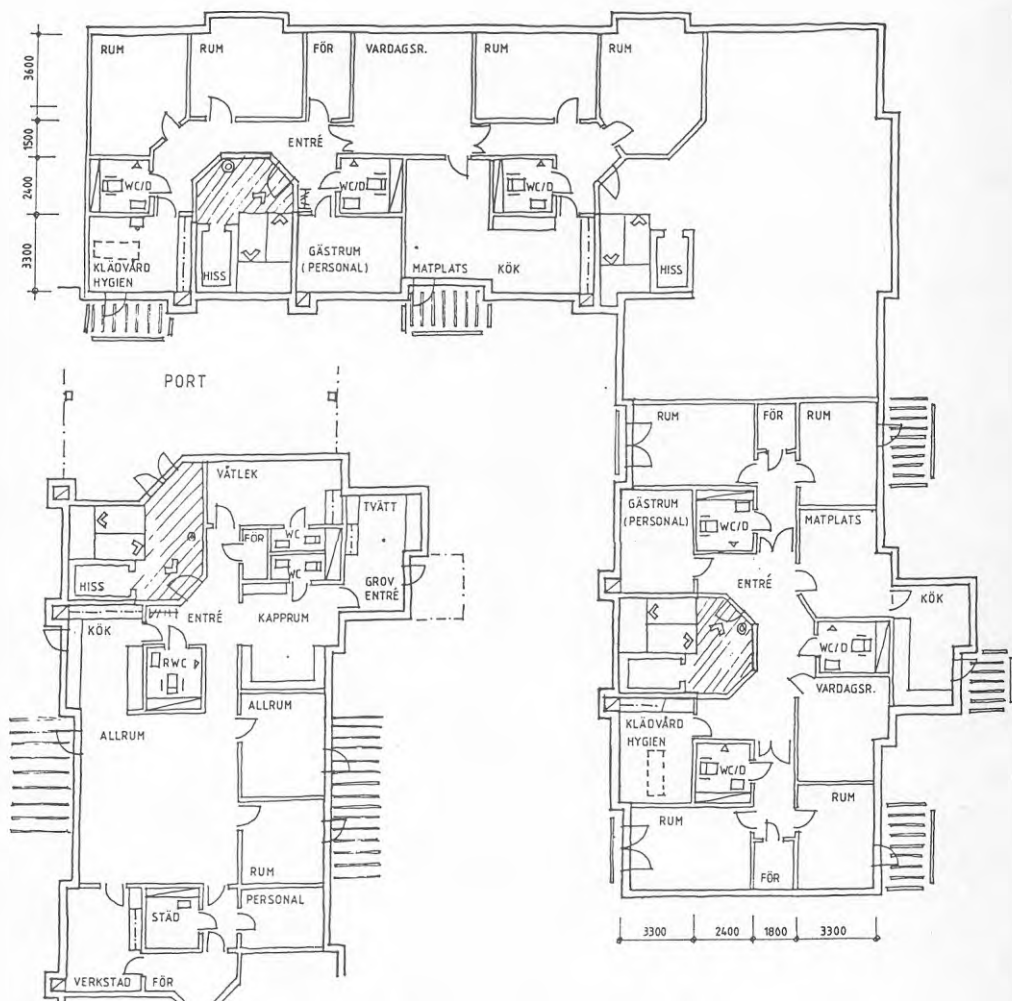 RUM
RUM
FÖR
VARDAGSR.
RUM
RUM
3600
1500
2400
3300
ENTRÉ
WC/D
WC/D
WC/D
KLÄDVÅRD
HYGIEN
HISS
GÄSTRUM
(PERSONAL)
MATPLATS
KÖK
HISS
PORT
VÅTLEK
TVÄTT
FÖR
WC
WC
HISS
GROV
ENTRÉ
ENTRÉ
KAPPRUM
KÖK
RWC
ALLRUM
ALLRUM
RUM
PERSONAL
STÄD
VERKSTAD
FÖR
RUM
FÖR
RUM
GÄSTRUM
(PERSONAL)
WC/D
MATPLATS
ENTRÉ
KÖK
WC/D
VARDAGSR.
KLÄDVÅRD
HYGIEN
WC/D
RUM
RUM
FÖR
3300
2400
1800
3300